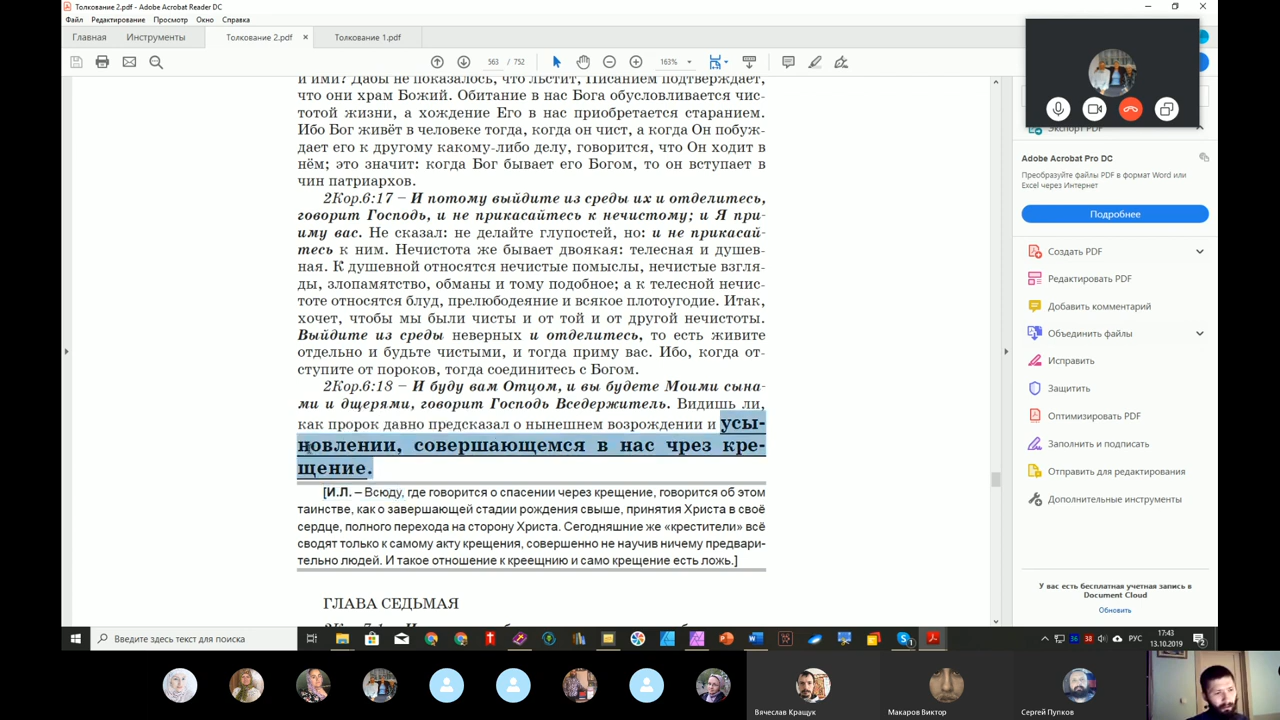 Толкование 2.pdf - Adobe Acrobat Reader DC
Файл Редактирование Просмотр Окно Справка
Главная Инструменты Толкование 2.pdf × Толкование 1.pdf
/ 752 163%
и ими? Дабы не показалось, что льстит, Писанием подтверждает,
что они храм Божий. Обитание в нас Бога обусловливается чис-
тотой жизни, а хождение Его в нас приобретается старанием.
Ибо Бог живёт в человеке тогда, когда он чист, а когда Он побуж-
дает его к другому какому-либо делу, говорится, что Он ходит в
нём; это значит: когда Бог бывает его Богом, то он вступает в
чин патриархов.
2Кор.6:17 – И потому выйдите из среды их и отделитесь,
говорит Господь, и не прикасайтесь к нечистому; и Я при-
иму вас. Не сказал: не делайте глупостей, но: и не прикасай-
тесь к ним. Нечистота же бывает двоякая: телесная и душев-
ная. К душевной относятся нечистые помыслы, нечистые взгля-
ды, злопамятство обманы и тому подобное; а к телесной нечис-
тоте относятся блуд, прелюбодеяние и всякое плотоугодие. Итак,
хочет, чтобы мы были чисты и от той и от другой нечистоты.
Выйдите из среды неверных и отделитесь, то есть живите
отдельно и будьте чистыми, и тогда приму вас. Ибо, когда от-
ступите от пороков, тогда соединитесь с Богом.
2Кор.6:18 – И буду вам Отцом, и вы будете Моими сына-
ми и дщерями, говорит Господь Вседержитель. Видишь ли,
как пророк давно предсказал о нынешнем возрождении и усы-
новлении, совершающемся в нас чрез кре-
щение.
[И.Л. – Всюду, где говорится о спасении через крещение, говорится об этом
таинстве, как о завершающей стадии рождения свыше, принятия Христа в своё
сердце, полного перехода на сторону Христа. Сегодняшние же «крестители» всё
сводят только к самому акту крещения, совершенно не научив ничему предвари-
тельно людей. И такое отношение к креещнию и само крещение есть ложь.]
ГЛАВА СЕДЬМАЯ
Экспорт PDF
Adobe Acrobat Pro DC
Преобразуйте файлы PDF в формат Word или
Excel через Интернет
Подробнее
Создать PDF
Редактировать PDF
Добавить комментарий
Объединить файлы
Исправить
Защитить
Оптимизировать PDF
Заполнить и подписать
Отправить для редактирования
Дополнительные инструменты
У вас есть бесплатная учетная запись в
Document Cloud
Обновить
Введите здесь текст для поиска
36 38 РУС 17:43
13.10.2019
Вячеслав Кращук Макаров Виктор Сергей Пупков